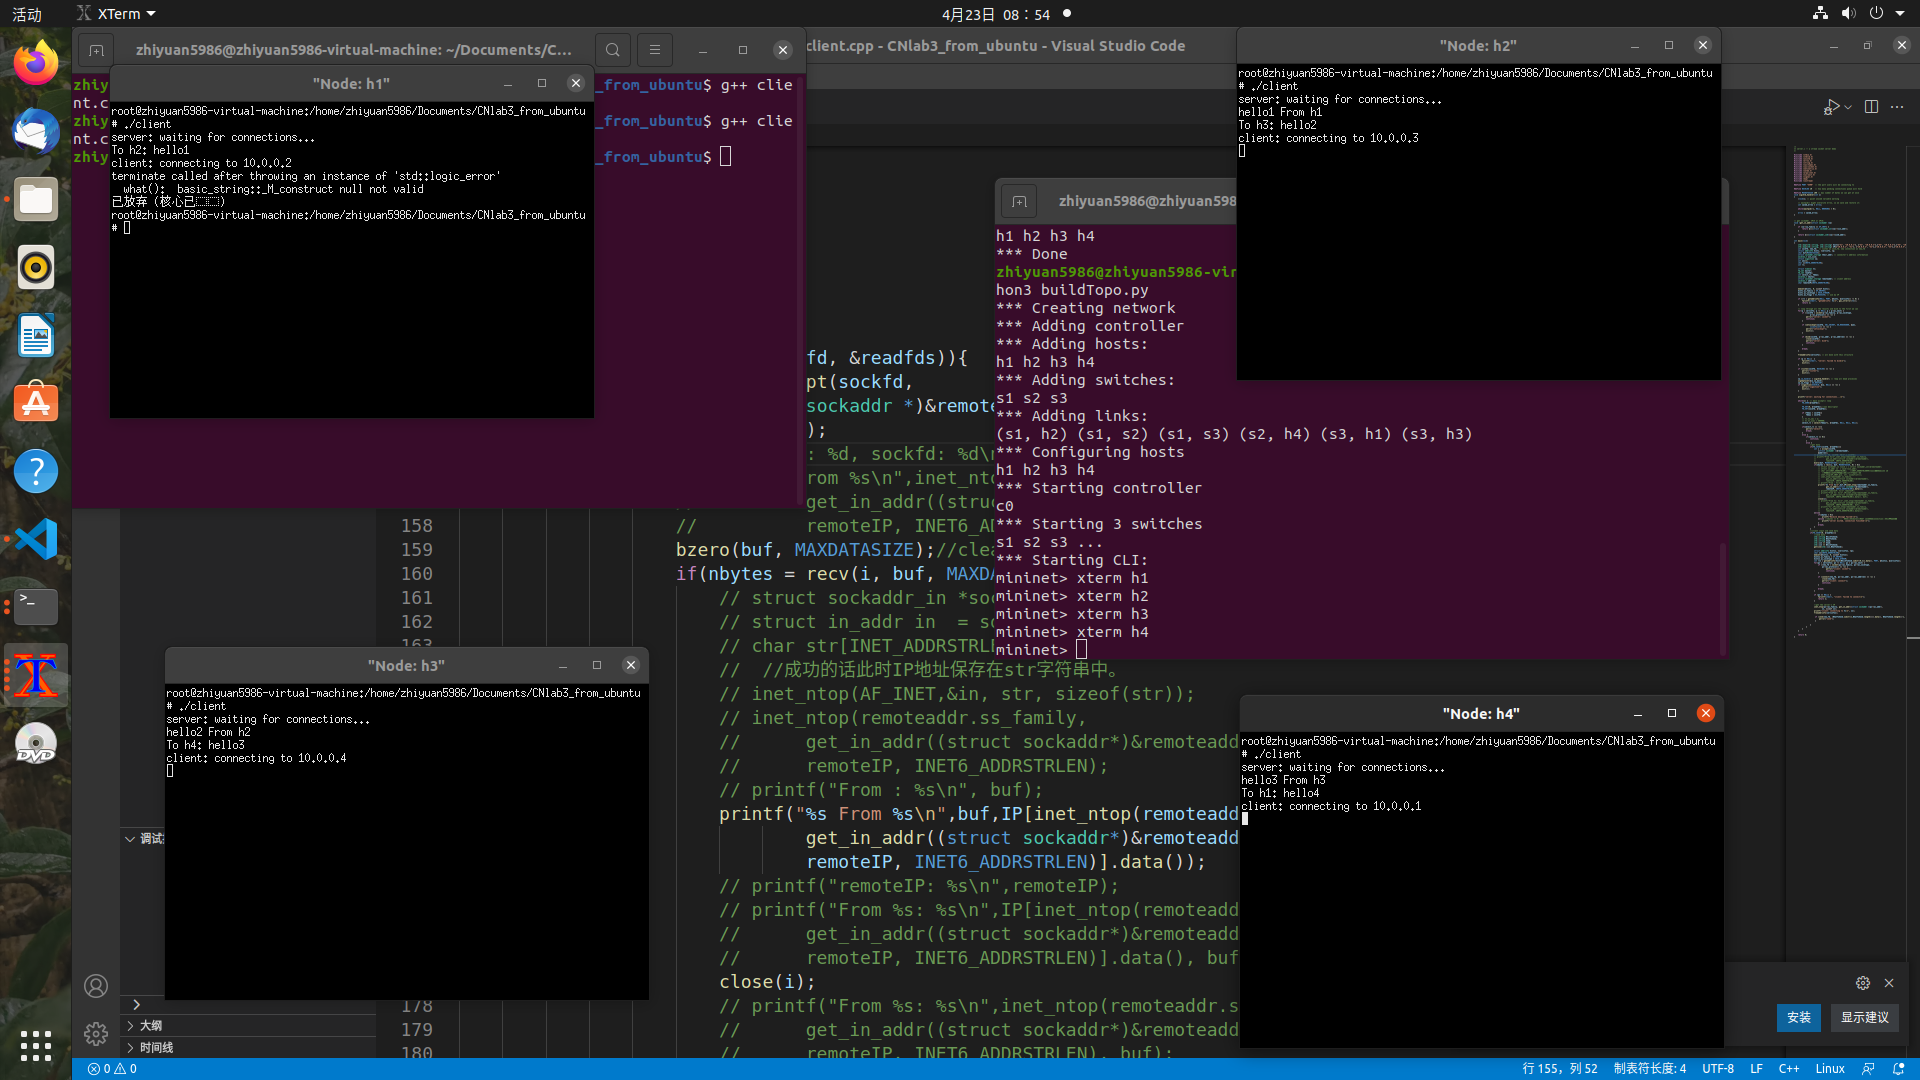 活动
XTerm
4月23日 08：54
zhiyuan5986@zhiyuan5986-virtual-machine: ~/Documents/C...
client.cpp - CNlab3_from_ubuntu - Visual Studio Code
"Node: h1"
root@zhiyuan5986-virtual-machine:/home/zhiyuan5986/Documents/CNlab3_from_ubuntu
# ./client
server: waiting for connections...
To h2: hello1
client: connecting to 10.0.0.2
terminate called after throwing an instance of 'std::logic_error'
what(): basic_string::_M_construct null not valid
已放弃 (核心已
root@zhiyuan5986-virtual-machine:/home/zhiyuan5986/Documents/CNlab3_from_ubuntu
#
zhiy
_from_ubuntu$ g++ clie
nt.c
zhiy
_from_ubuntu$ g++ clie
nt.c
zhiy
_from_ubuntu$
"Node: h2"
root@zhiyuan5986-virtual-machine:/home/zhiyuan5986/Documents/CNlab3_from_ubuntu
# ./client
server: waiting for connections...
hello1 From h1
To h3: hello2
client: connecting to 10.0.0.3
zhiyuan5986@zhiyuan598
h1 h2 h3 h4
*** Done
zhiyuan5986@zhiyuan5986-vir
hon3 buildTopo.py
*** Creating network
*** Adding controller
*** Adding hosts:
h1 h2 h3 h4
*** Adding switches:
s1 s2 s3
*** Adding links:
(s1, h2) (s1, s2) (s1, s3) (s2, h4) (s3, h1) (s3, h3)
*** Configuring hosts
h1 h2 h3 h4
*** Starting controller
c0
*** Starting 3 switches
s1 s2 s3 ...
*** Starting CLI:
mininet> xterm h1
mininet> xterm h2
mininet> xterm h3
mininet> xterm h4
mininet>
fd, &readfds)){
pt(sockfd,
sockaddr *)&remote
);
: %d, sockfd: %d\n
rom %s\n",inet_nto
get_in_addr((struc
158 // remoteIP, INET6_AD
159 bzero(buf, MAXDATASIZE);//clea
160 if(nbytes = recv(i, buf, MAXDA
161 // struct sockaddr_in *soc
162 // struct in_addr in = so
163 // char str[INET_ADDRSTRLE
// //成功的话此时IP地址保存在str字符串中。
// inet_ntop(AF_INET,&in, str, sizeof(str));
// inet_ntop(remoteaddr.ss_family,
// get_in_addr((struct sockaddr*)&remoteadd
// remoteIP, INET6_ADDRSTRLEN);
// printf("From : %s\n", buf);
printf("%s From %s\n",buf,IP[inet_ntop(remoteadd
get_in_addr((struct sockaddr*)&remoteadd
remoteIP, INET6_ADDRSTRLEN)].data());
// printf("remoteIP: %s\n",remoteIP);
// printf("From %s: %s\n",IP[inet_ntop(remoteadd
// get_in_addr((struct sockaddr*)&remoteadd
// remoteIP, INET6_ADDRSTRLEN)].data(), buf
close(i);
178 // printf("From %s: %s\n",inet_ntop(remoteaddr.s
179 // get_in_addr((struct sockaddr*)&remoteadd
180 // remoteIP, INET6_ADDRSTRLEN), buf);
"Node: h3"
root@zhiyuan5986-virtual-machine:/home/zhiyuan5986/Documents/CNlab3_from_ubuntu
# ./client
server: waiting for connections...
hello2 From h2
To h4: hello3
client: connecting to 10.0.0.4
"Node: h4"
root@zhiyuan5986-virtual-machine:/home/zhiyuan5986/Documents/CNlab3_from_ubuntu
# ./client
server: waiting for connections...
hello3 From h3
To h1: hello4
client: connecting to 10.0.0.1
调试
大纲
时间线
安装
显示建议
DVD
0 0
行 155，列 52
制表符长度: 4
UTF-8
LF
C++
Linux